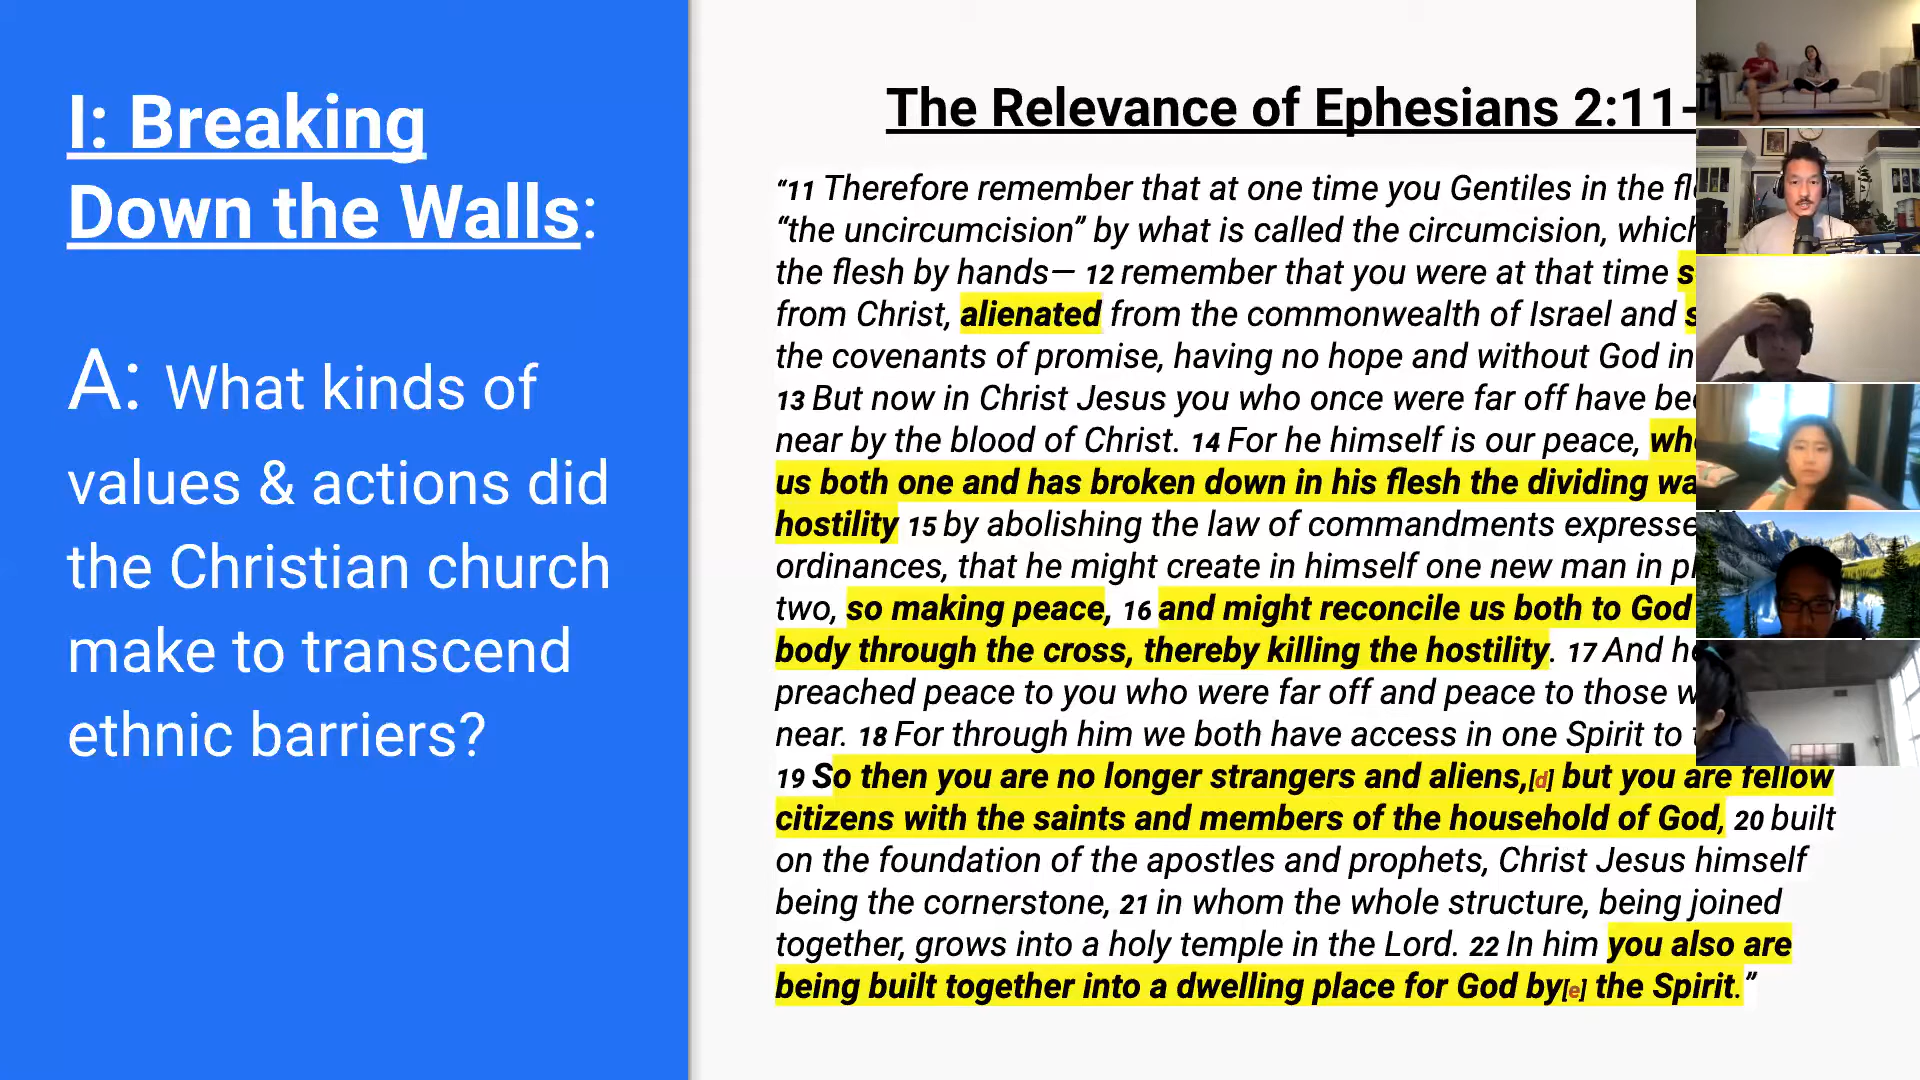 I: Breaking
Down the Walls:
A: What kinds of
values & actions did
the Christian church
make to transcend
ethnic barriers?
The Relevance of Ephesians 2:11-
“11 Therefore remember that at one time you Gentiles in the
“the uncircumcision” by what is called the circumcision, which
the flesh by hands— 12 remember that you were at that time
from Christ, alienated from the commonwealth of Israel and
the covenants of promise, having no hope and without God in
13 But now in Christ Jesus you who once were far off have
near by the blood of Christ. 14 For he himself is our peace,
us both one and has broken down in his flesh the dividing
hostility 15 by abolishing the law of commandments
ordinances, that he might create in himself one new man in
two, so making peace, 16 and might reconcile us both to God
body through the cross, thereby killing the hostility. 17 And
preached peace to you who were far off and peace to those
near. 18 For through him we both have access in one Spirit to
19 So then you are no longer strangers and aliens,[d] but you are fellow
citizens with the saints and members of the household of God, 20 built
on the foundation of the apostles and prophets, Christ Jesus himself
being the cornerstone, 21 in whom the whole structure, being joined
together, grows into a holy temple in the Lord. 22 In him you also are
being built together into a dwelling place for God by[e] the Spirit.”